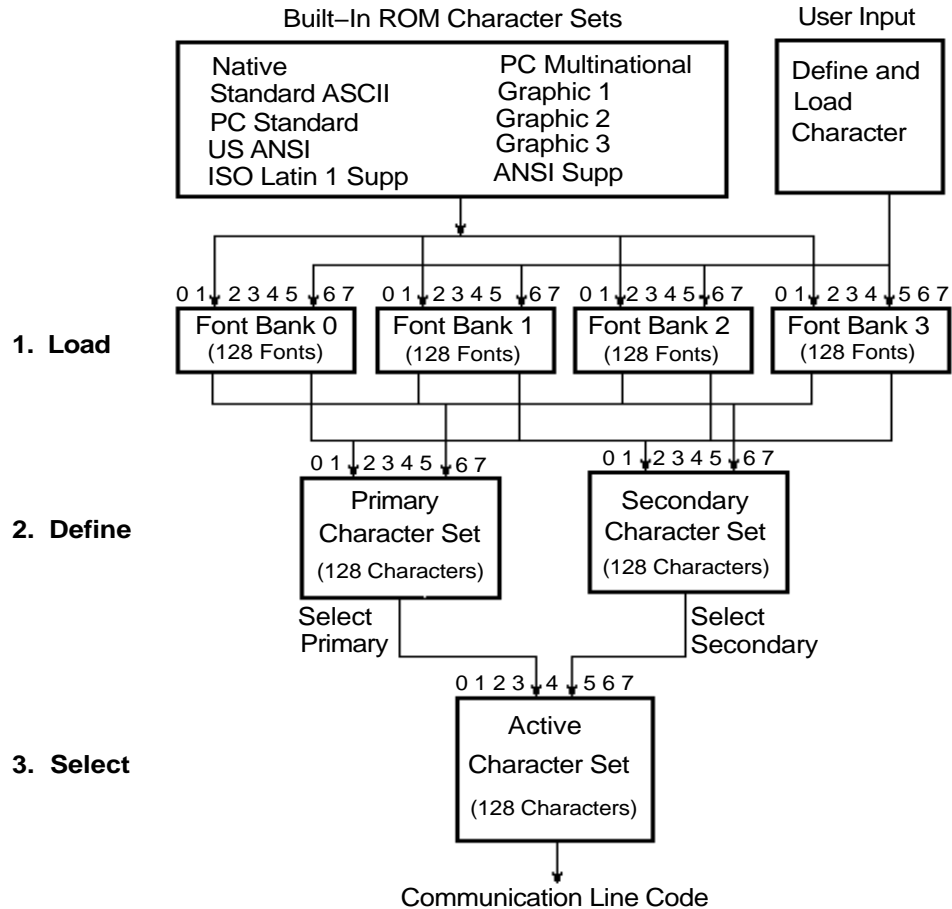 Built–In ROM Character Sets
User Input
Native
Standard ASCII
PC Standard
US ANSI
ISO Latin 1 Supp
PC Multinational
Graphic 1
Graphic 2
Graphic 3
ANSI Supp
Define and
Load
Character
0 1 2 3 4 5 6 7
0 1 2 3 4 5 6 7
0 1 2 3 4 5 6 7
0 1 2 3 4 5 6 7
1. Load
Font Bank 0
(128 Fonts)
Font Bank 1
(128 Fonts)
Font Bank 2
(128 Fonts)
Font Bank 3
(128 Fonts)
0 1 2 3 4 5 6 7
0 1 2 3 4 5 6 7
2. Define
Primary
Character Set
(128 Characters)
Secondary
Character Set
(128 Characters)
Select
Primary
Select
Secondary
0 1 2 3 4 5 6 7
3. Select
Active
Character Set
(128 Characters)
Communication Line Code